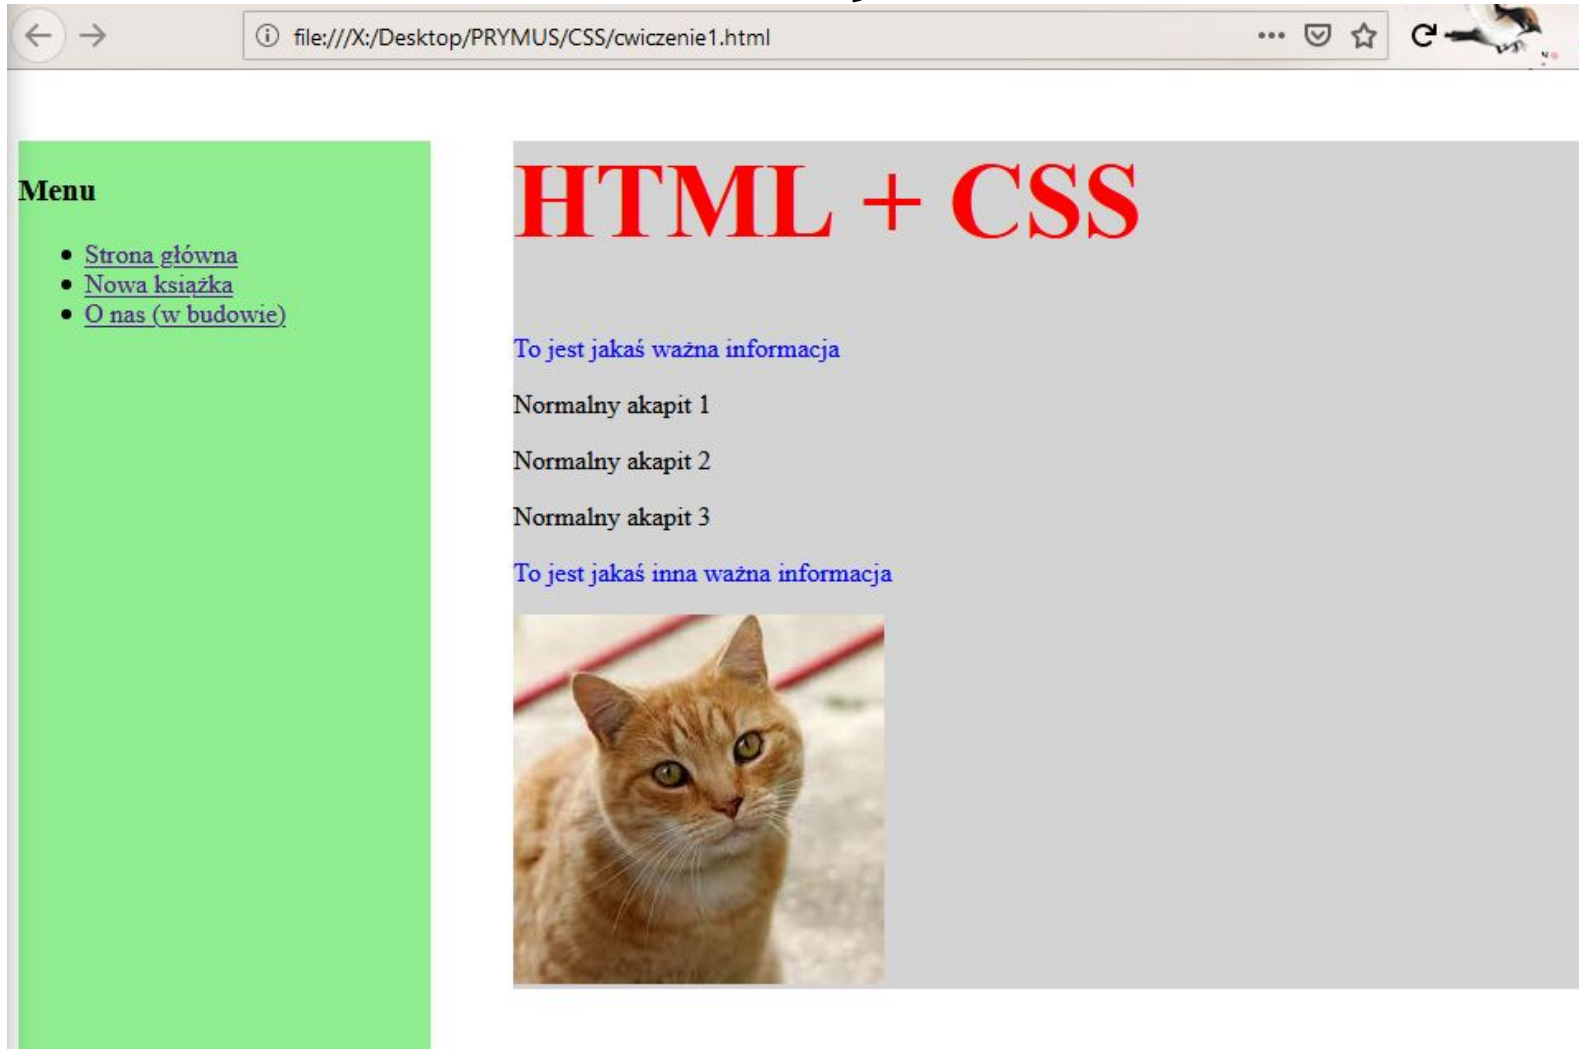 file:///X:/Desktop/PRYMUS/CSS/cwiczenie1.html
Menu
Strona główna
Nowa książka
O nas (w budowie)
HTML + CSS
To jest jakaś ważna informacja
Normalny akapit 1
Normalny akapit 2
Normalny akapit 3
To jest jakaś inna ważna informacja